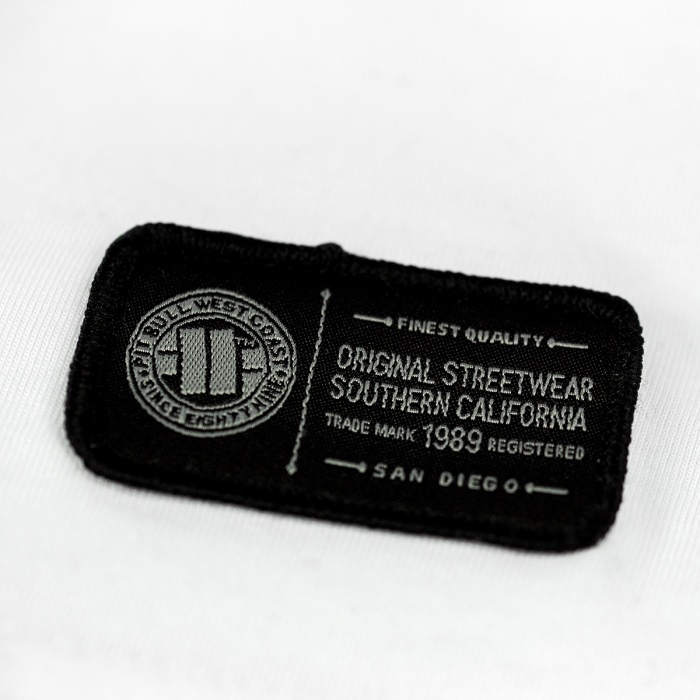 PIT BULL WEST COAST
SINCE EIGHTY NINE
TM
FINEST QUALITY
ORIGINAL STREETWEAR
SOUTHERN CALIFORNIA
TRADE MARK 1989 REGISTERED
SAN DIEGO